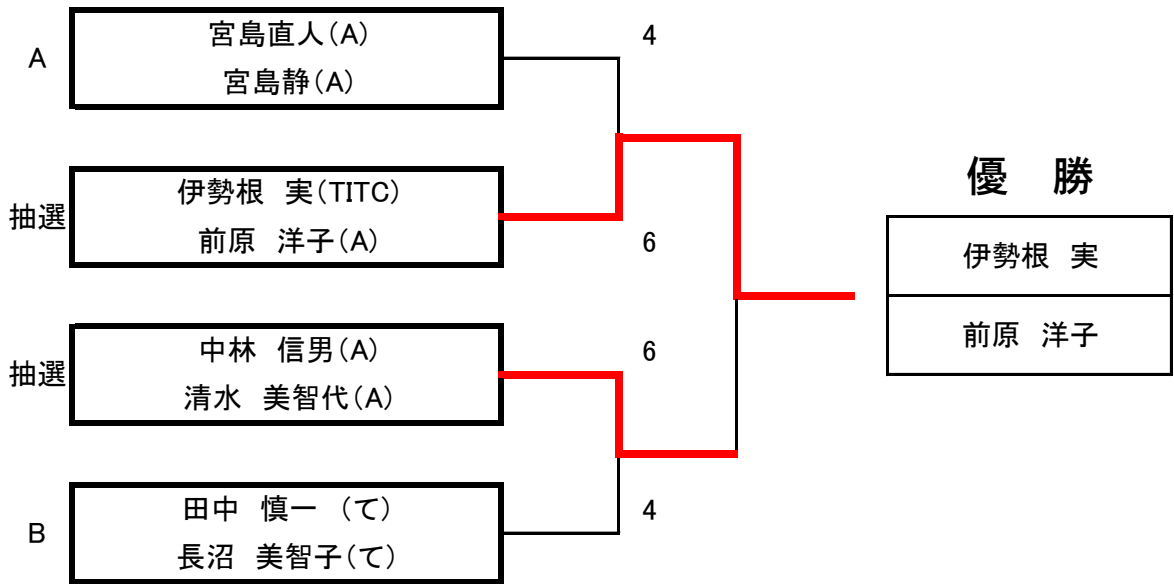 A
宮島直人(A)
宮島静(A)
4
抽選
伊勢根　実(TITC)
前原　洋子(A)
6
抽選
中林　信男(A)
清水　美智代(A)
6
B
田中　慎一　(て)
長沼　美智子(て)
4
優　勝
伊勢根　実
前原　洋子